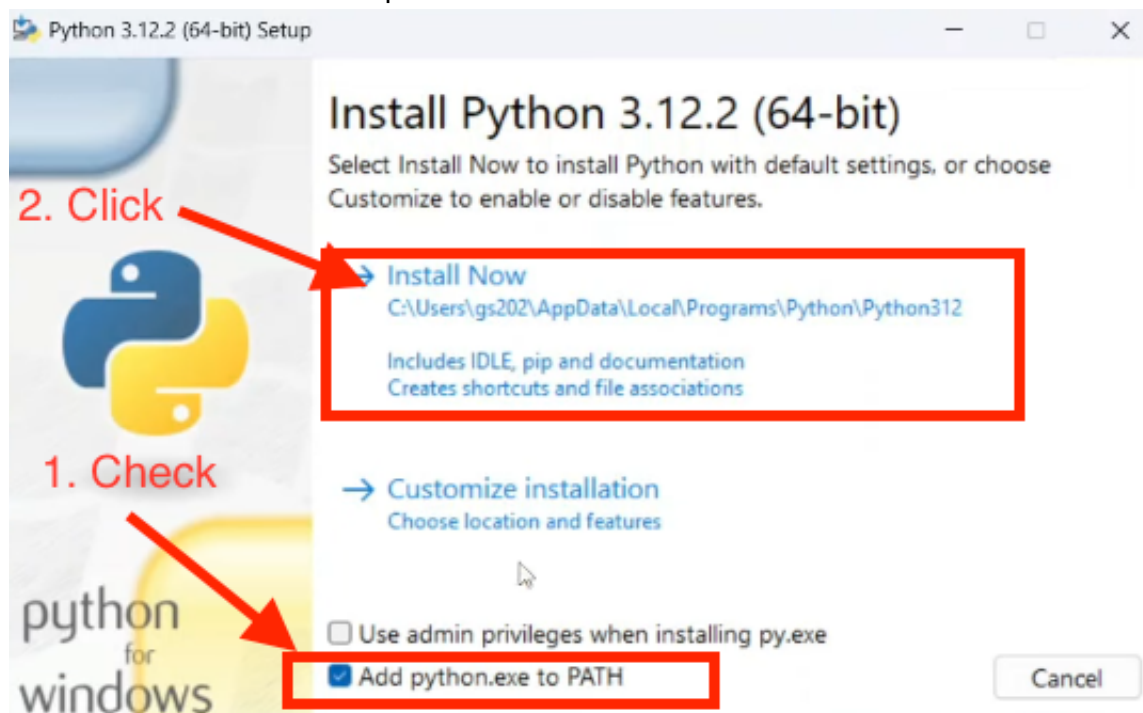 Python 3.12.2 (64-bit) Setup
Install Python 3.12.2 (64-bit)
Select Install Now to install Python with default settings, or choose
Customize to enable or disable features.
2. Click
Install Now
C:\Users\gs202\AppData\Local\Programs\Python\Python312
Includes IDLE, pip and documentation
Creates shortcuts and file associations
1. Check
Customize installation
Choose location and features
python
for
windows
Use admin privileges when installing py.exe
Add python.exe to PATH
Cancel